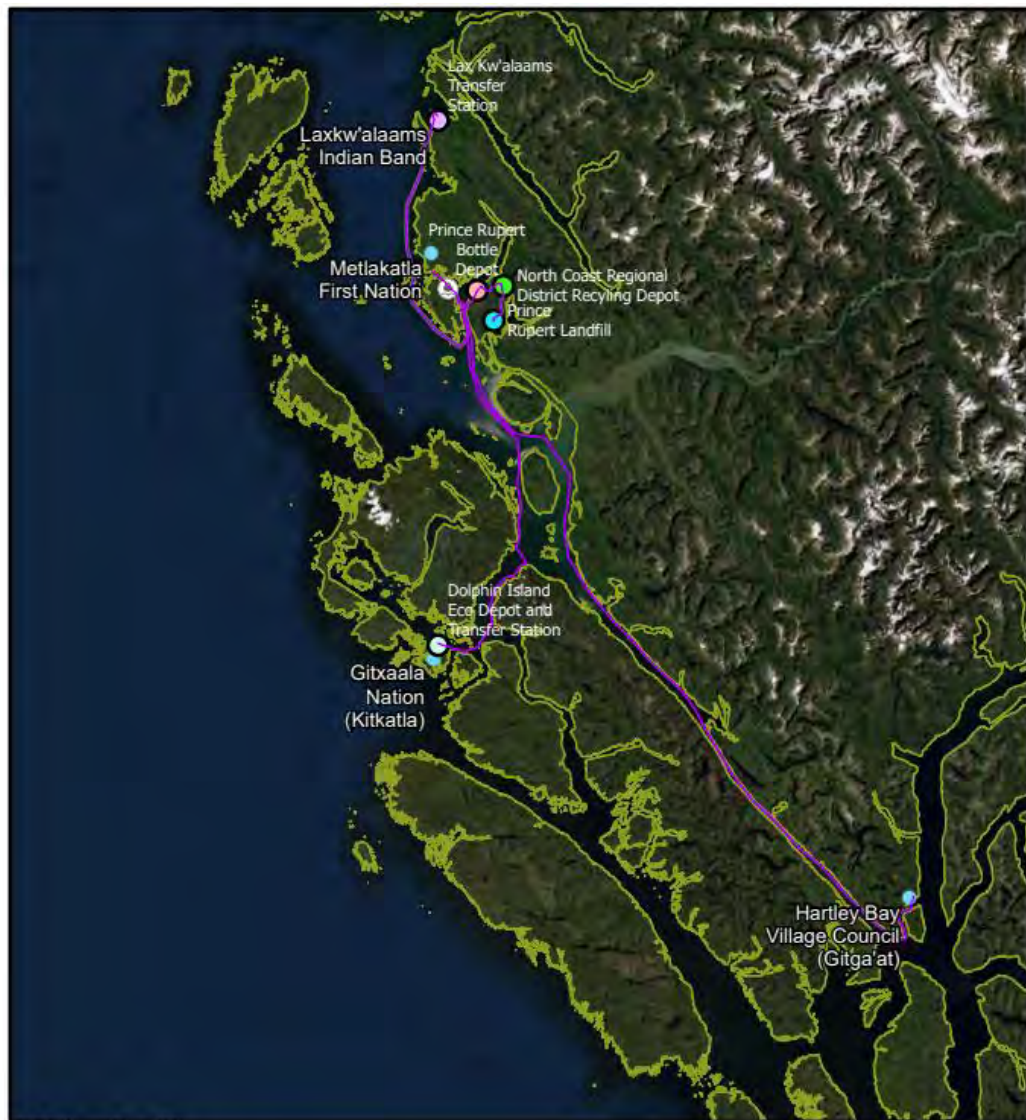 Lax Kw'alaams
Transfer
Station
Laxkw'alaams
Indian Band
Prince Rupert
Bottle
Depot
Metlakatla
First Nation
North Coast Regional
District Recyling Depot
Prince
Rupert Landfill
Dolphin Island
Eco Depot and
Transfer Station
Gitxaala
Nation
(Kitkatla)
Hartley Bay
Village Council
(Gitga'at)